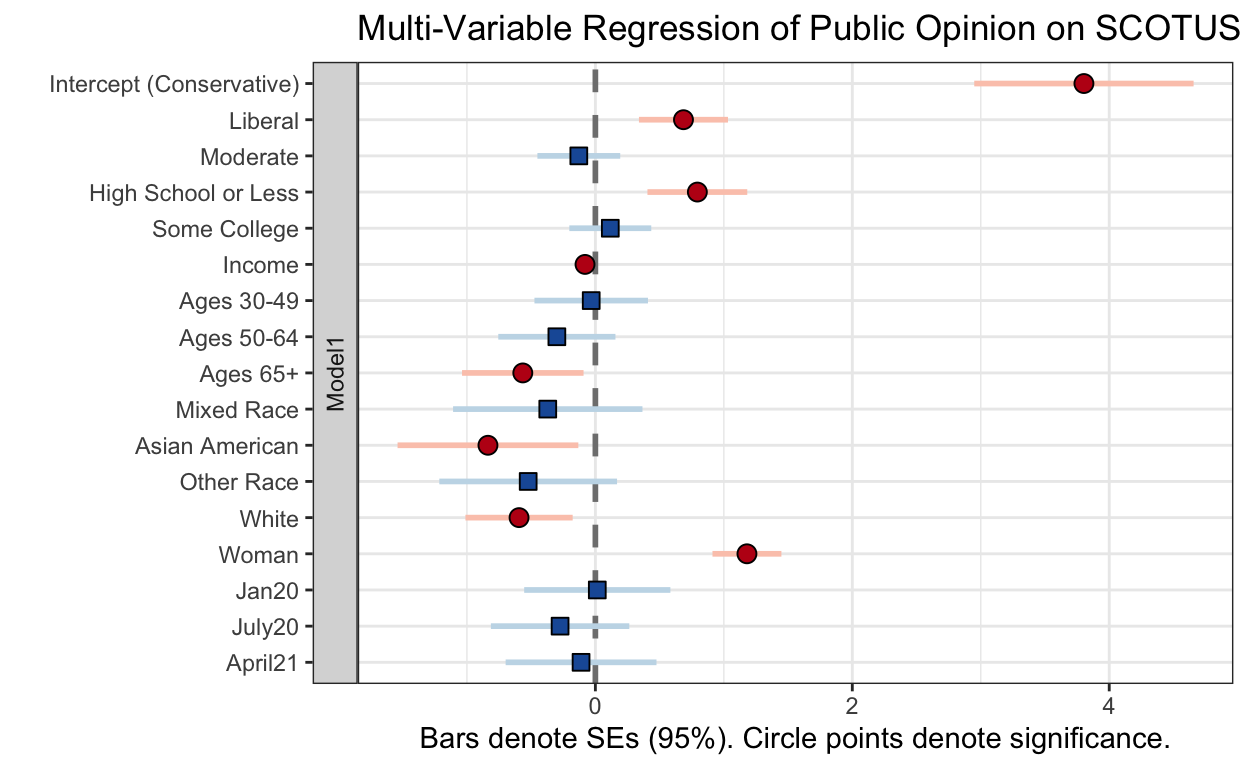 Multi-Variable Regression of Public Opinion on SCOTUS
Model1
Intercept (Conservative)
Liberal
Moderate
High School or Less
Some College
Income
Ages 30-49
Ages 50-64
Ages 65+
Mixed Race
Asian American
Other Race
White
Woman
Jan20
July20
April21
0 2 4
Bars denote SEs (95%). Circle points denote significance.